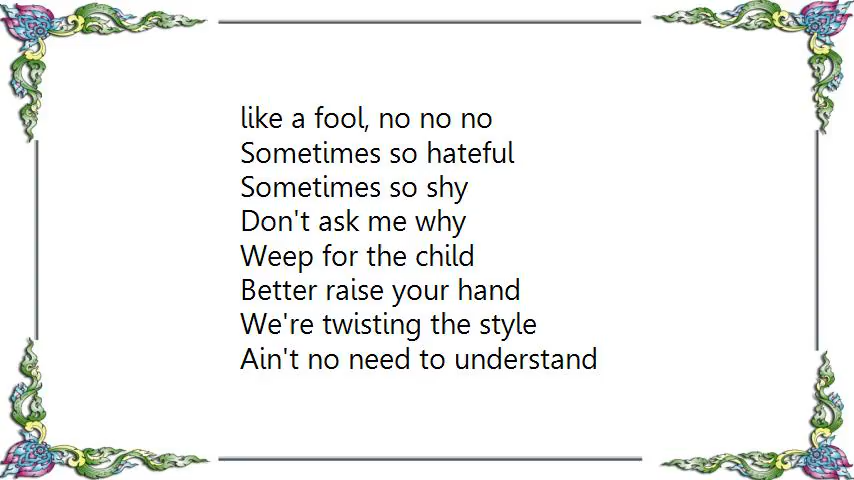 like a fool, no no no
Sometimes so hateful
Sometimes so shy
Don't ask me why
Weep for the child
Better raise your hand
We're twisting the style
Ain't no need to understand